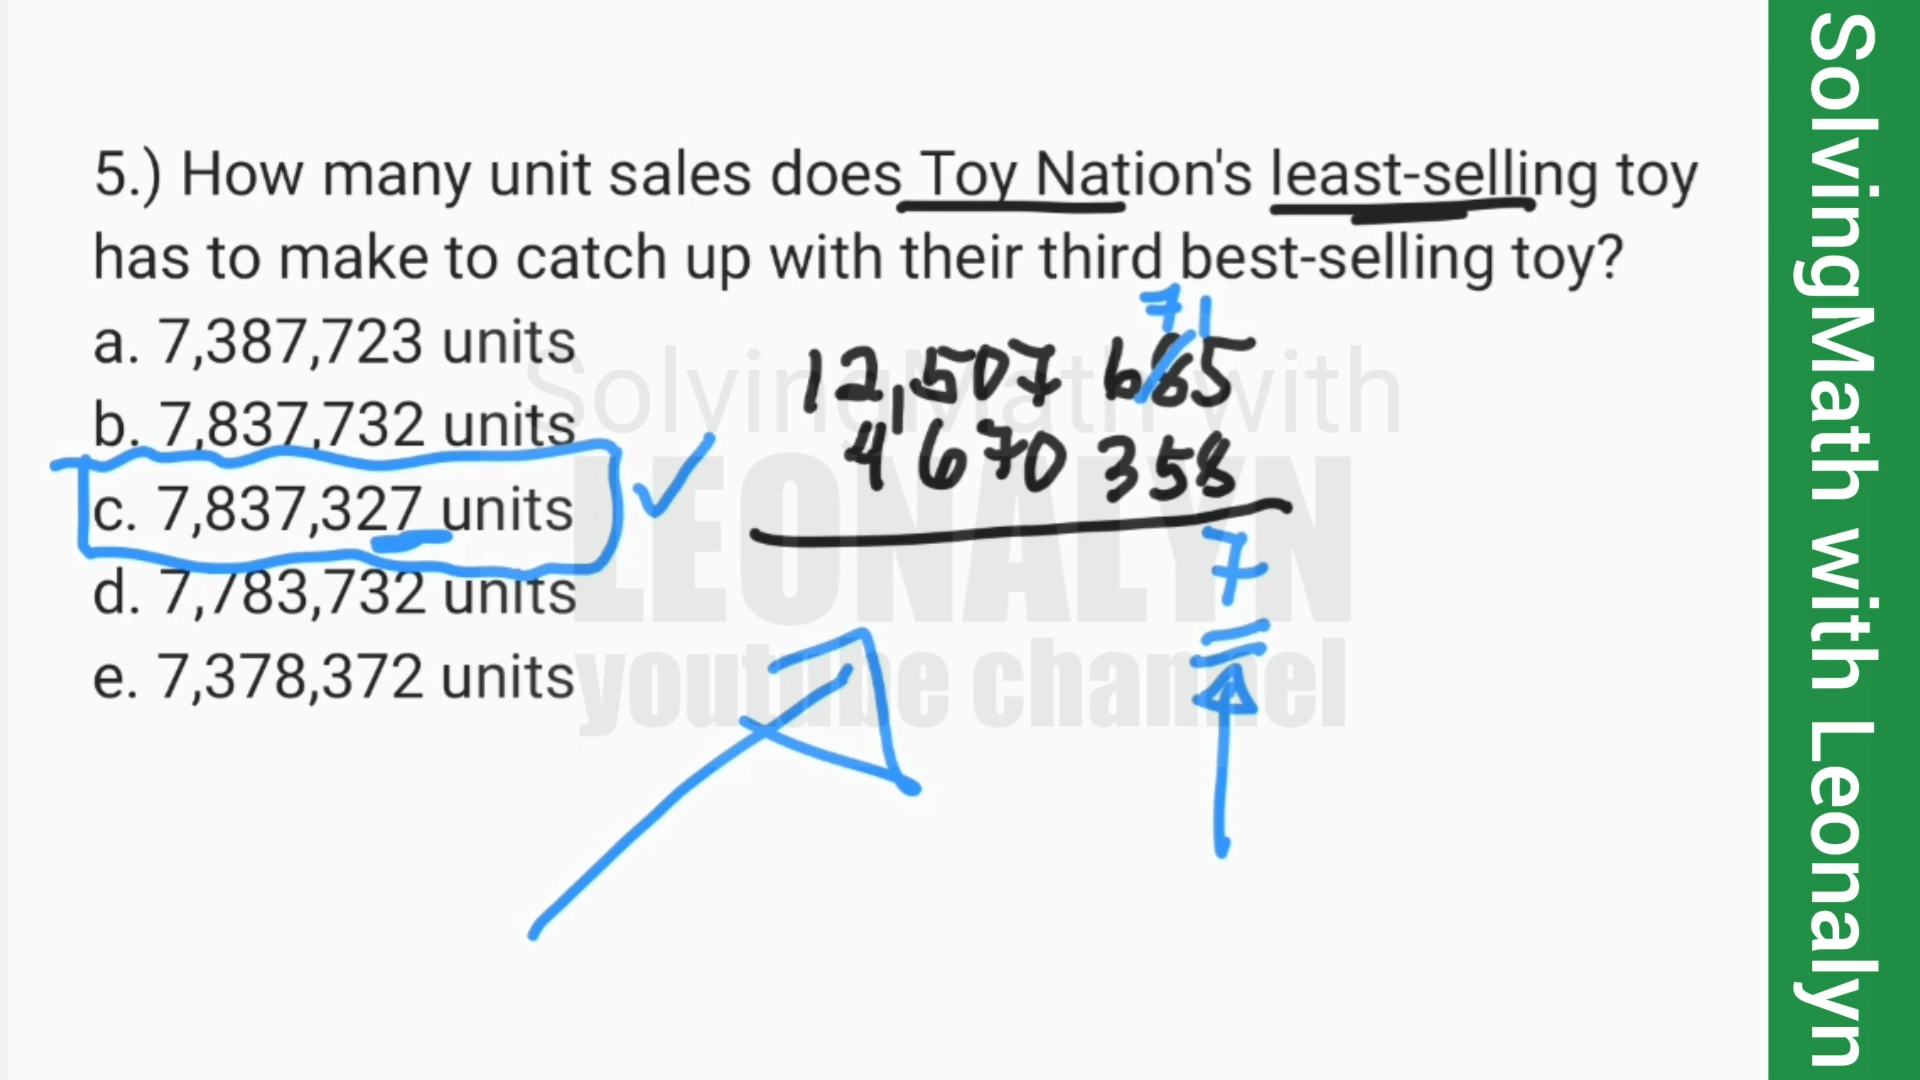 5.) How many unit sales does Toy Nation's least-selling toy
has to make to catch up with their third best-selling toy?
a. 7,387,723 units
b. 7,837,732 units
c. 7,837,327 units
d. 7,783,732 units
e. 7,378,372 units
7 1
12,507 685
4,670 358
7
SolvingMath with
LEONALYN
youtube channel
SolvingMath with Leonalyn